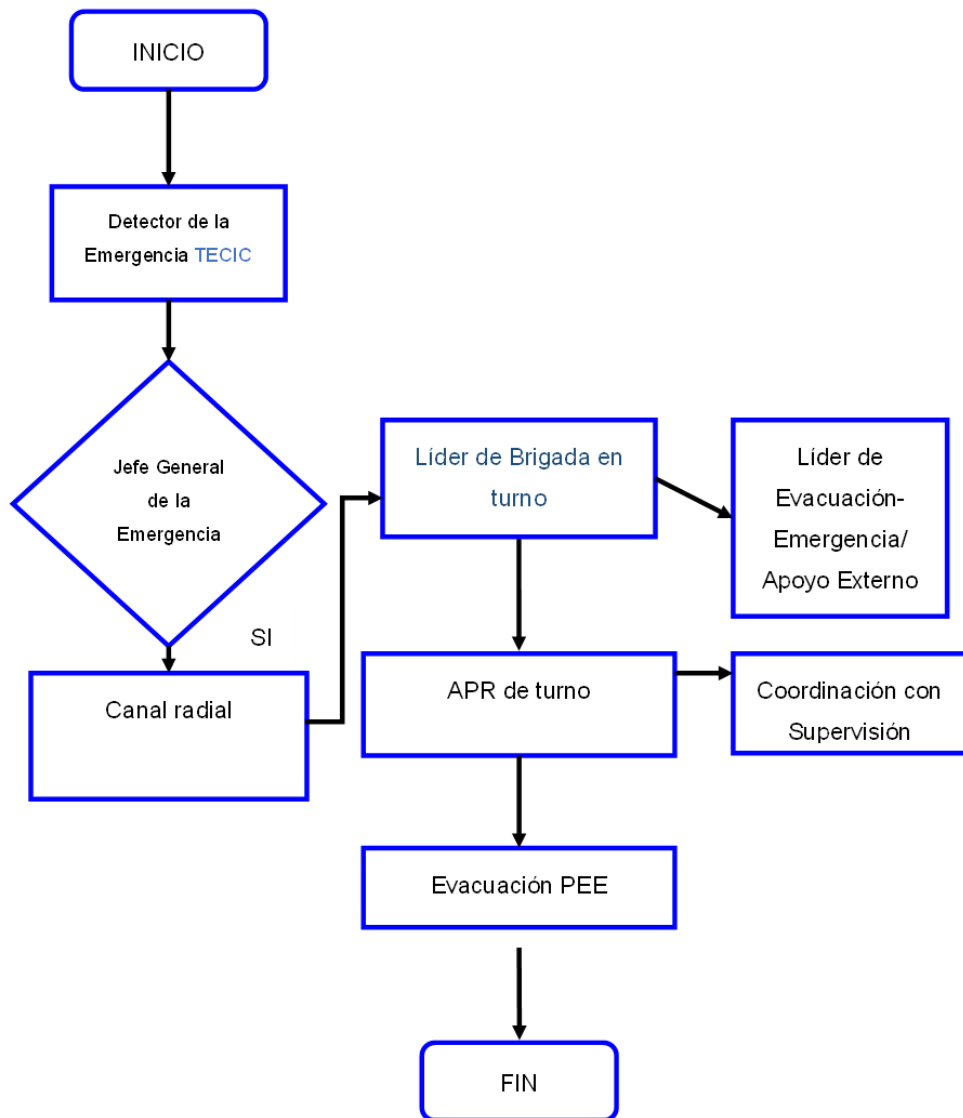 INICIO
Detector de la
Emergencia TECIC
Jefe General
de la
Emergencia
SI
Canal radial
Líder de Brigada en
turno
Líder de
Evacuación-
Emergencia/
Apoyo Externo
APR de turno
Coordinación con
Supervisión
Evacuación PEE
FIN